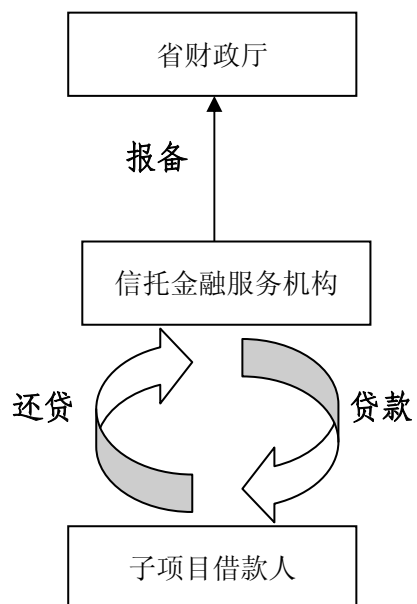 省财政厅
报备
信托金融服务机构
还贷
贷款
子项目借款人